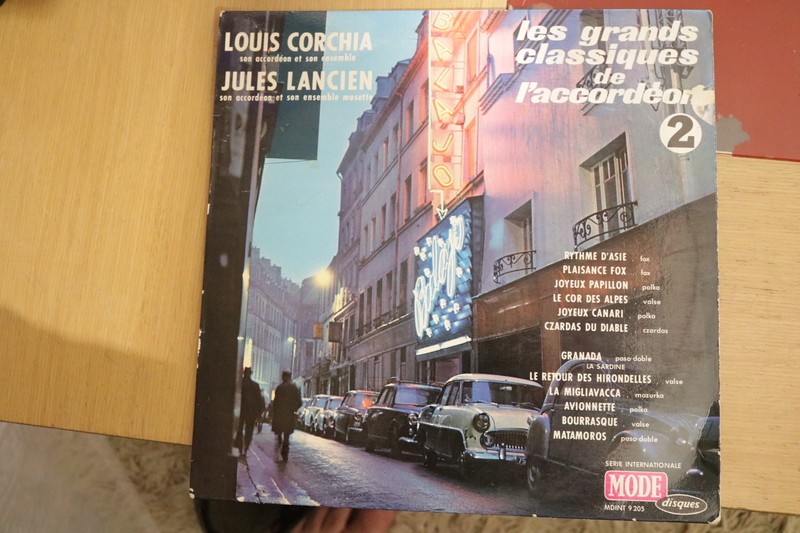 LOUIS CORCHIA
son accordéon et son ensemble
JULES LANCIEN
son accordéon et son ensemble musette
les grands
classiques
de
l'accordéon
2
BALAJO
Balajo
RYTHME D'ASIE . fox
PLAISANCE FOX . fox
JOYEUX PAPILLON . polka
LE COR DES ALPES . valse
JOYEUX CANARI . polka
CZARDAS DU DIABLE . czardas
GRANADA . paso-doble
LA SARDINE
LE RETOUR DES HIRONDELLES . valse
LA MIGLIAVACCA . mazurka
AVIONNETTE . polka
BOURRASQUE . valse
MATAMOROS . paso-doble
SERIE INTERNATIONALE
MODE
disques
MDINT 9205